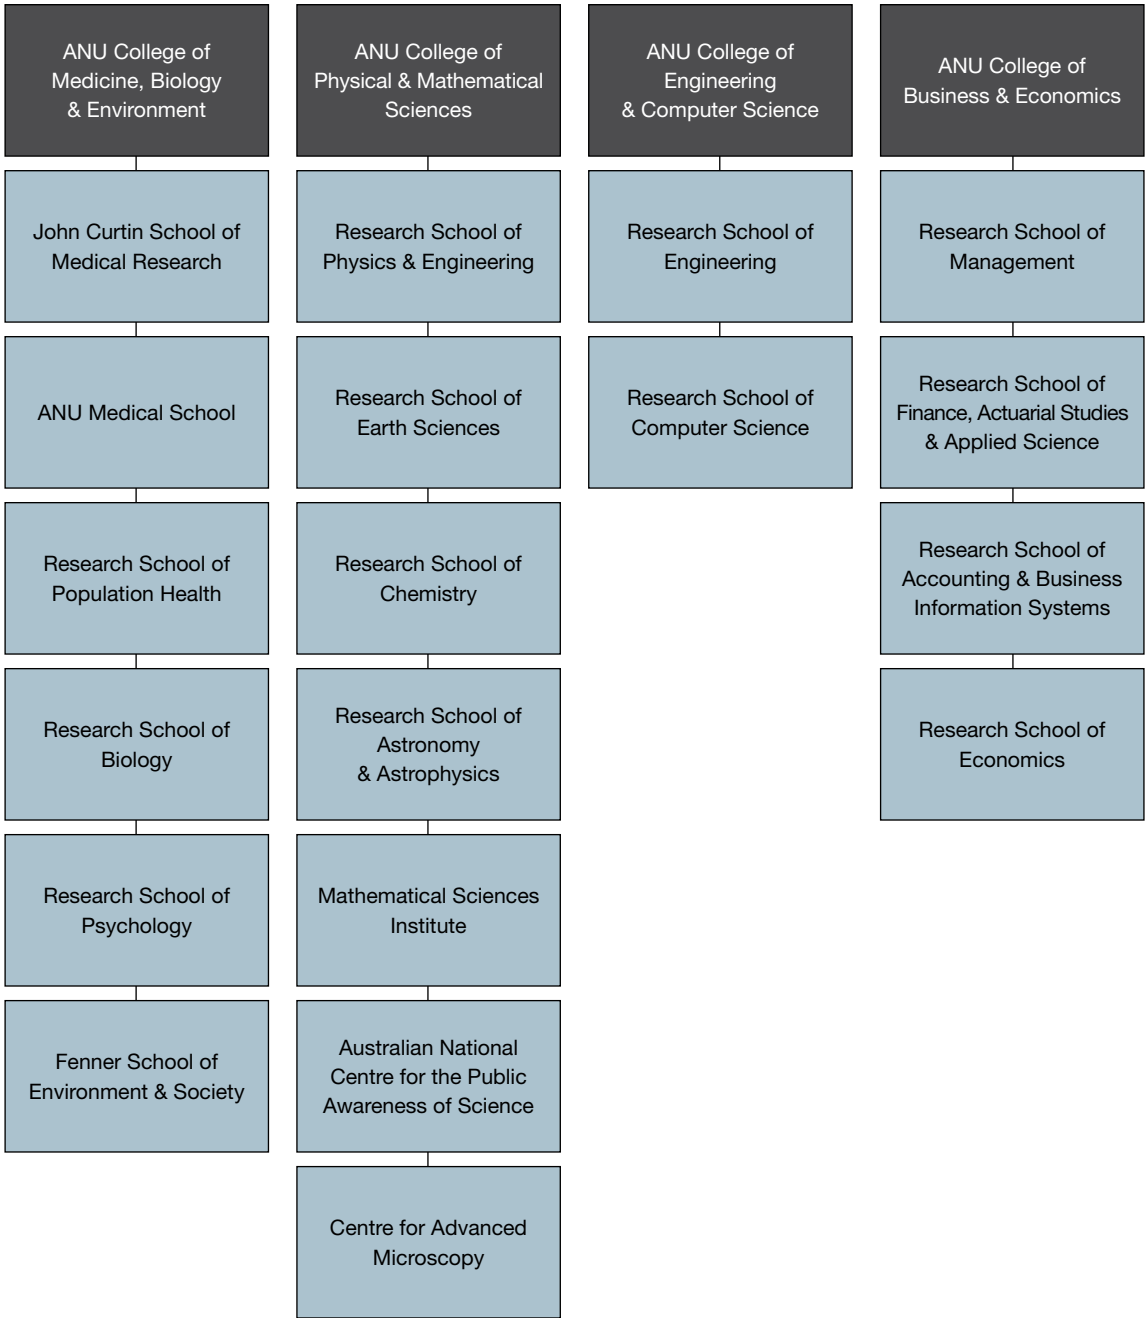 ANU College of
Medicine, Biology
& Environment
John Curtin School of
Medical Research
ANU Medical School
Research School of
Population Health
Research School of
Biology
Research School of
Psychology
Fenner School of
Environment & Society
ANU College of
Physical & Mathematical
Sciences
Research School of
Physics & Engineering
Research School of
Earth Sciences
Research School of
Chemistry
Research School of
Astronomy
& Astrophysics
Mathematical Sciences
Institute
Australian National
Centre for the Public
Awareness of Science
Centre for Advanced
Microscopy
ANU College of
Engineering
& Computer Science
Research School of
Engineering
Research School of
Computer Science
ANU College of
Business & Economics
Research School of
Management
Research School of
Finance, Actuarial Studies
& Applied Science
Research School of
Accounting & Business
Information Systems
Research School of
Economics